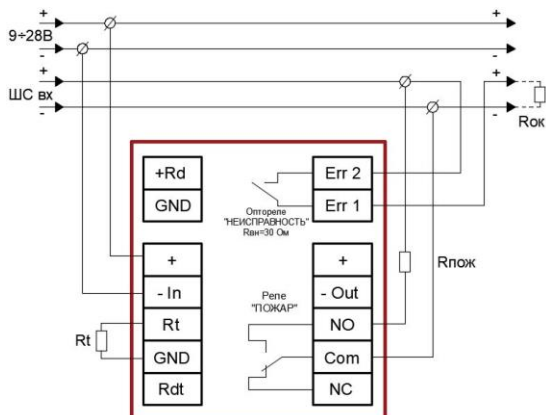 +
9÷28В
-
+
ШС вх
-
+
-
Rок
+Rd
GND
Оптореле
"НЕИСПРАВНОСТЬ"
Rвн=30 Ом
Err 2
Err 1
+
- In
Rt
GND
Rdt
Rt
Реле
"ПОЖАР"
+
- Out
NO
Com
NC
Rпож